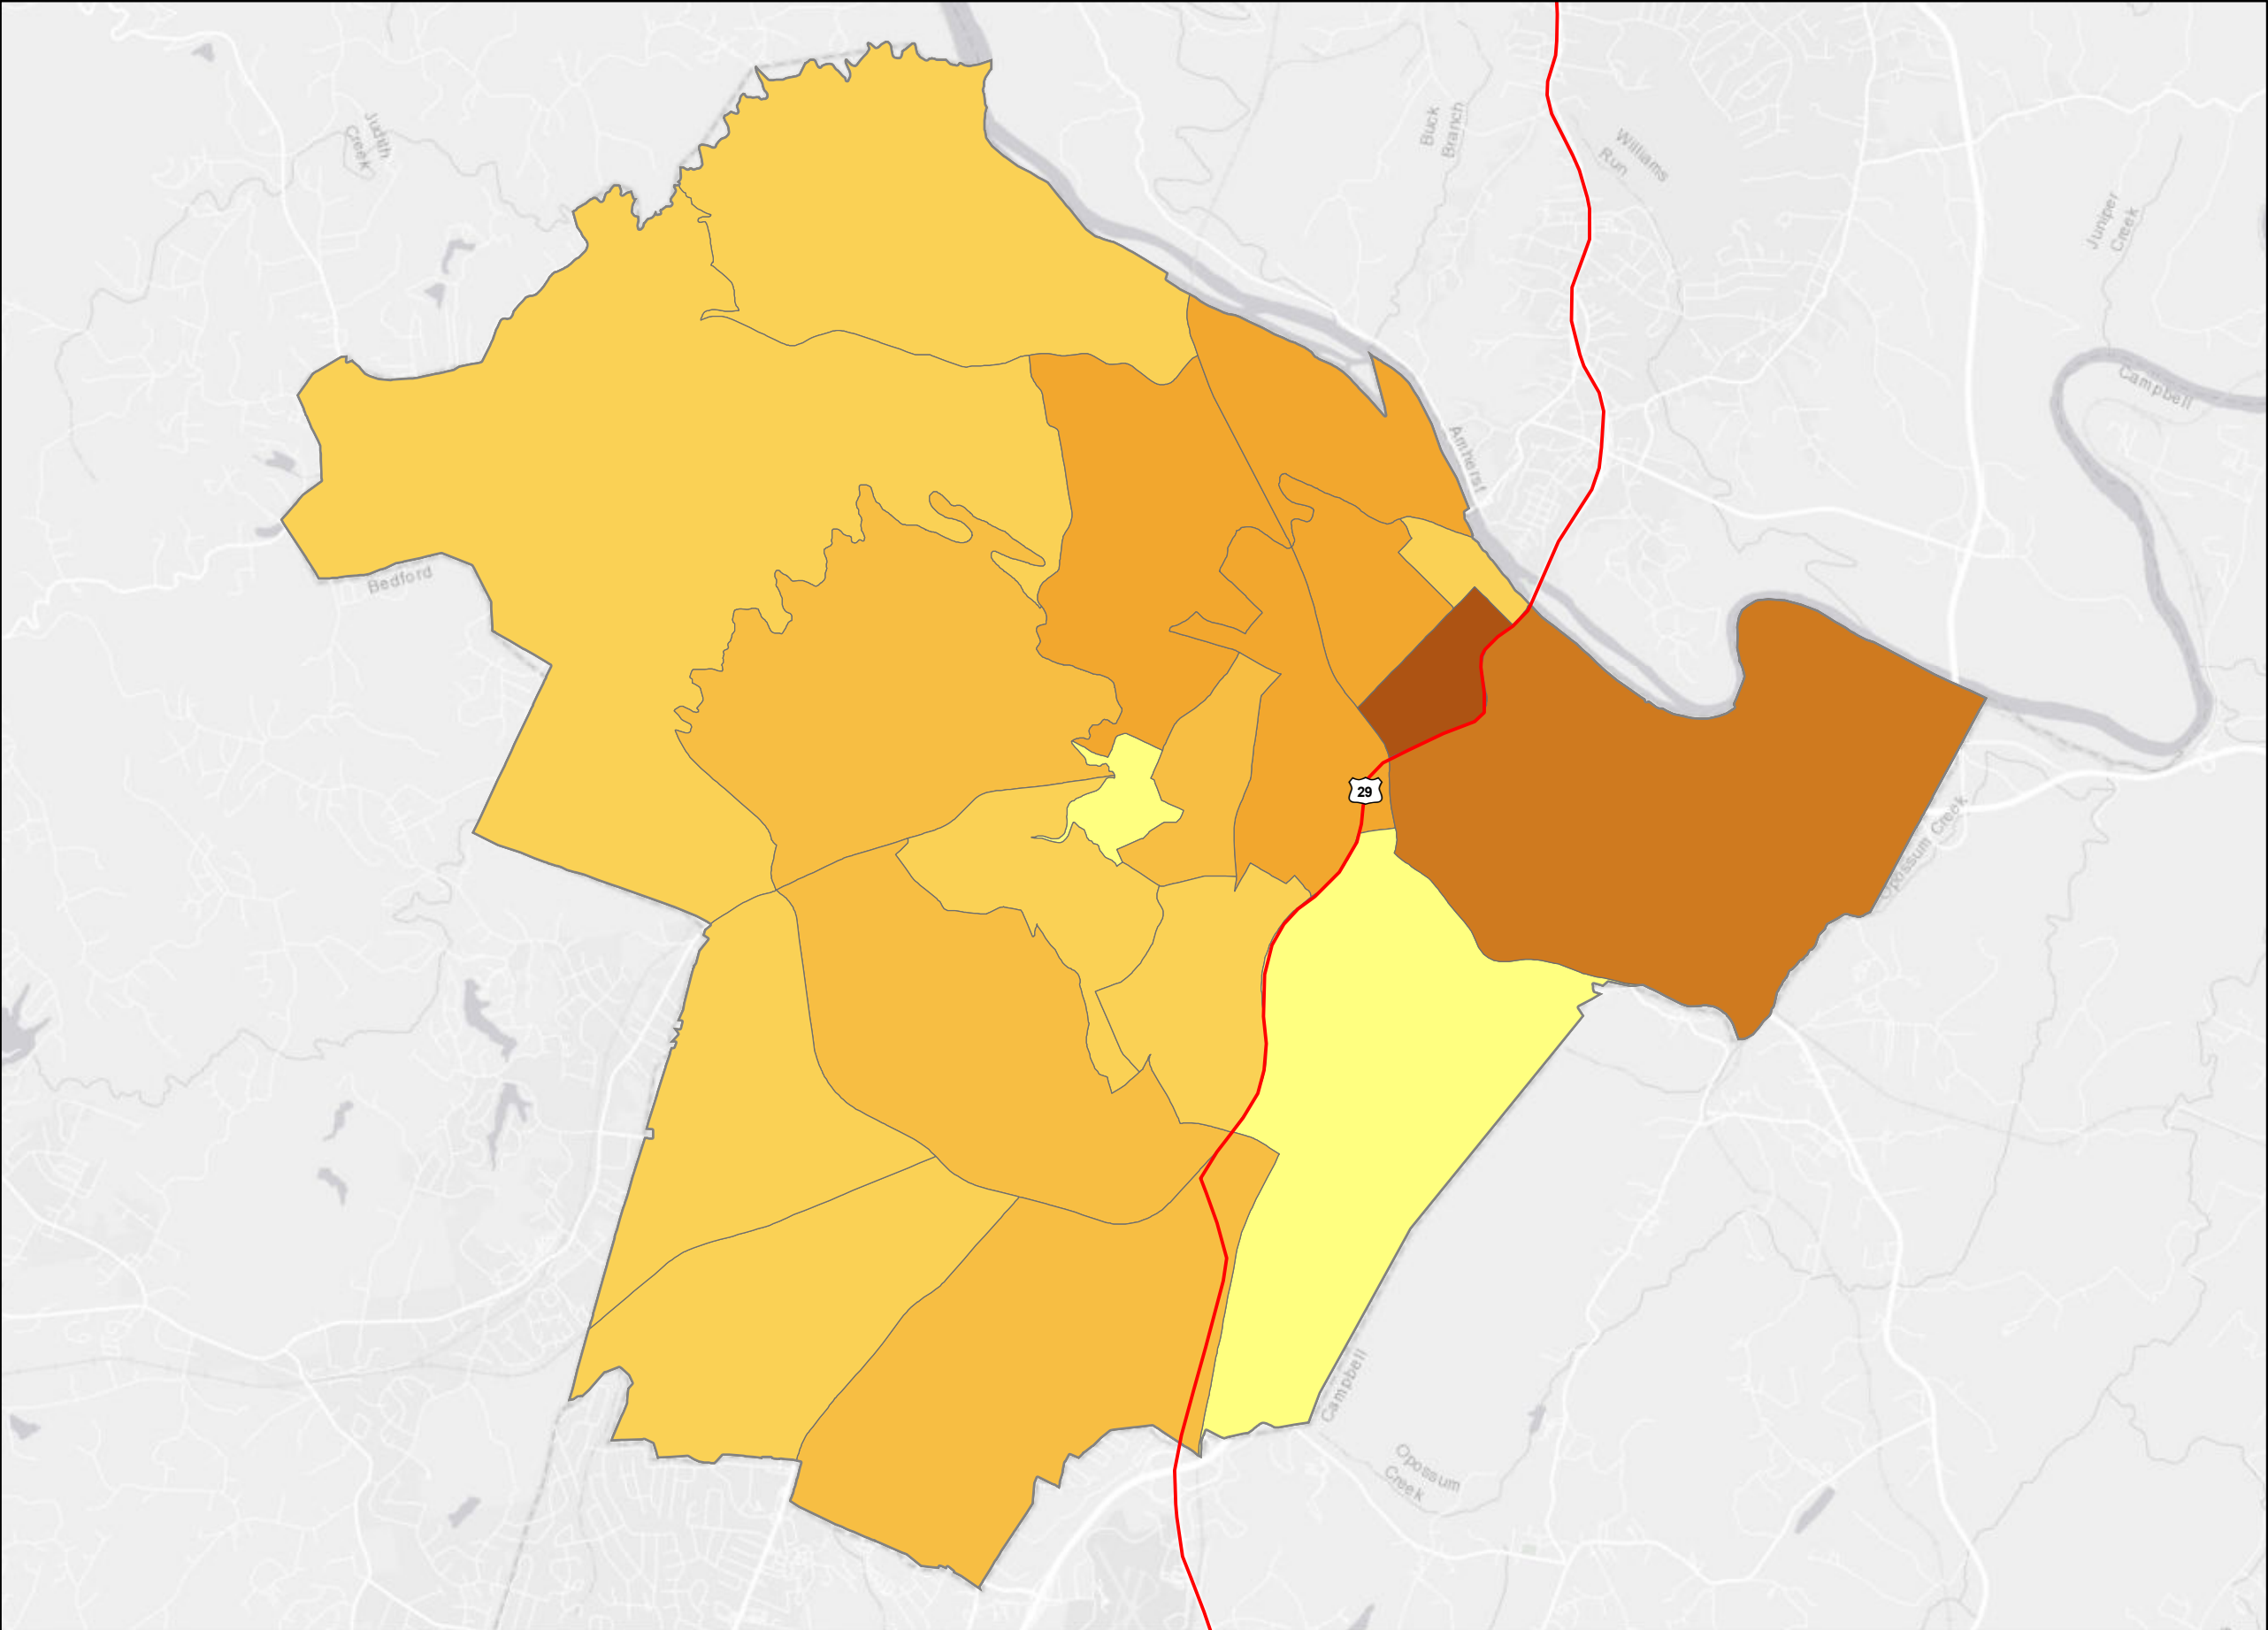 Judith
Creek
Buck
Branch
Williams
Run
Juniper
Creek
Campbell
Amherst
Bedford
29
Opossum Creek
Campbell
Opossum
Creek